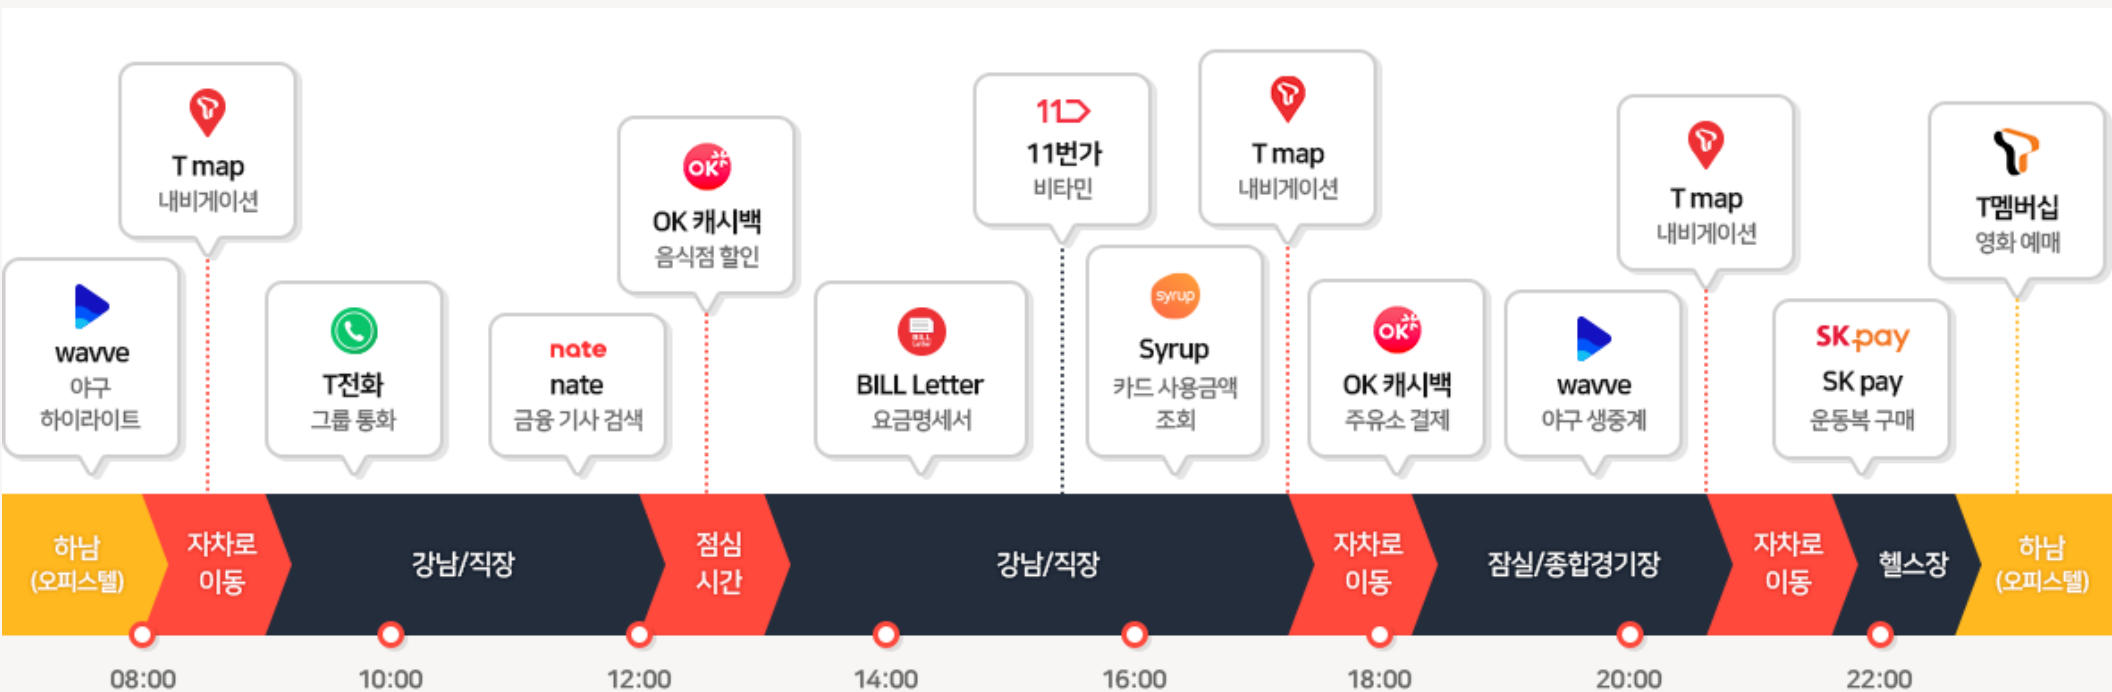 wavve
야구
하이라이트
T map
내비게이션
T전화
그룹 통화
nate
nate
금융 기사 검색
OK
OK 캐시백
음식점 할인
BILL
Letter
BILL Letter
요금명세서
11
11번가
비타민
syrup
Syrup
카드 사용금액
조회
T map
내비게이션
OK
OK 캐시백
주유소 결제
wavve
야구 생중계
T map
내비게이션
SK pay
SK pay
운동복 구매
T멤버십
영화 예매
하남
(오피스텔)
자차로
이동
강남/직장
점심
시간
강남/직장
자차로
이동
잠실/종합경기장
자차로
이동
헬스장
하남
(오피스텔)
08:00
10:00
12:00
14:00
16:00
18:00
20:00
22:00